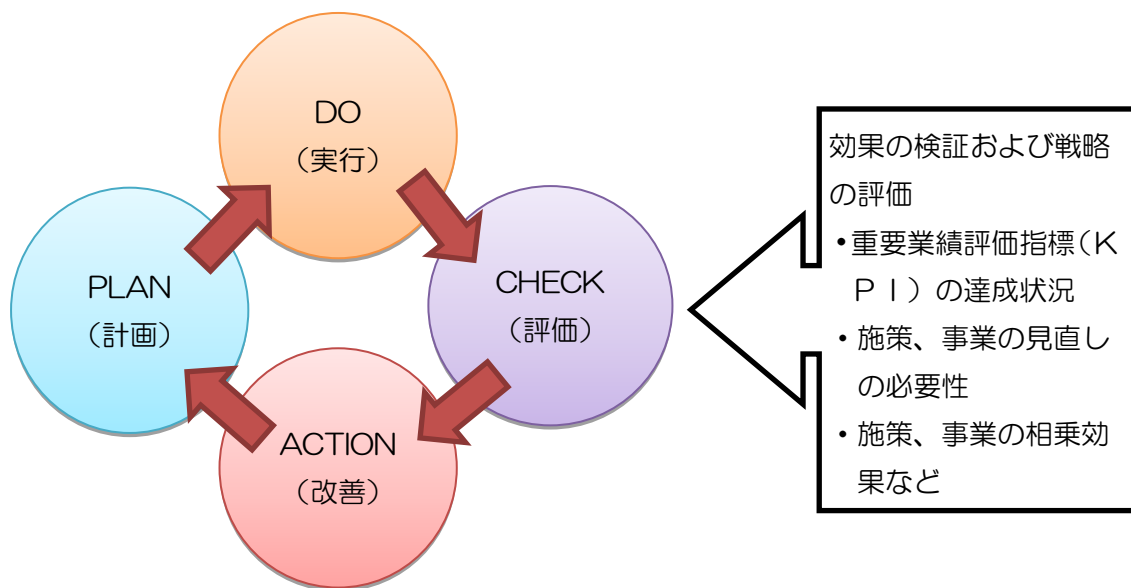 DO
（実行）
PLAN
（計画）
CHECK
（評価）
ACTION
（改善）
効果の検証および戦略
の評価
・重要業績評価指標（Ｋ
ＰＩ）の達成状況
・施策、事業の見直し
の必要性
・施策、事業の相乗効
果など